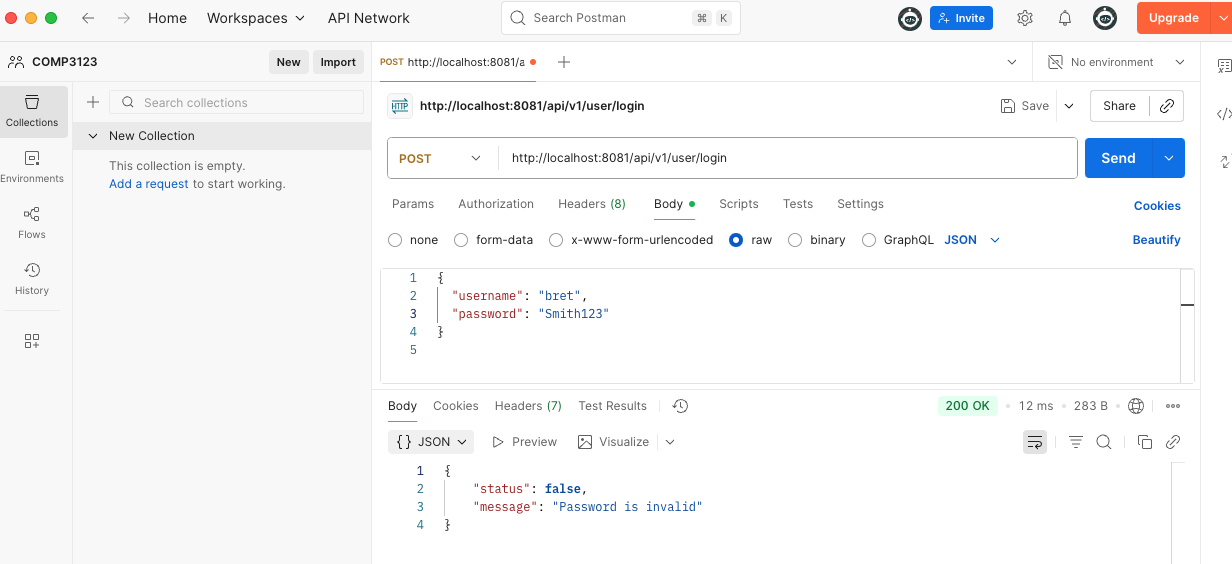 Home Workspaces API Network Search Postman ⌘ K Invite Upgrade
COMP3123 New Import
POST http://localhost:8081/a No environment
Collections
Environments
Flows
History
Search collections
New Collection
This collection is empty.
Add a request to start working.
HTTP http://localhost:8081/api/v1/user/login Save Share
POST http://localhost:8081/api/v1/user/login Send
Params Authorization Headers (8) Body Scripts Tests Settings Cookies
none form-data x-www-form-urlencoded raw binary GraphQL JSON Beautify
1 {
2 "username": "bret",
3 "password": "Smith123"
4 }
5
Body Cookies Headers (7) Test Results 200 OK 12 ms 283 B
{} JSON Preview Visualize
1 {
2 "status": false,
3 "message": "Password is invalid"
4 }